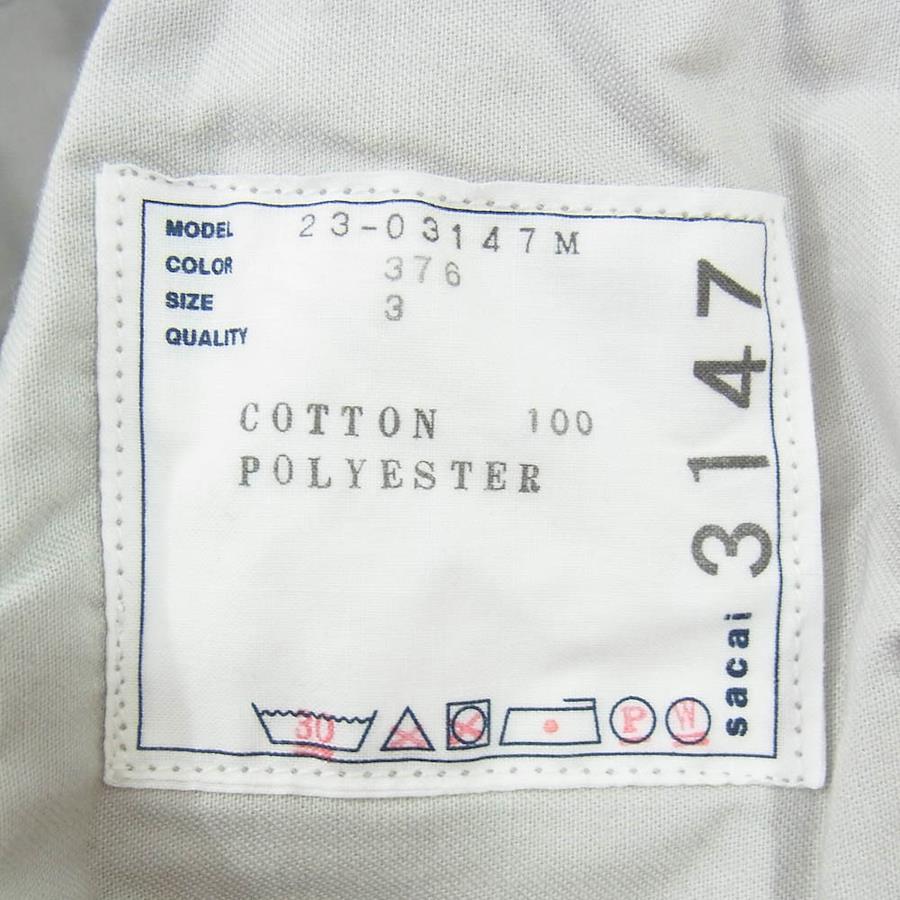 MODEL 23-03147M
COLOR 376
SIZE 3
QUALITY
COTTON 100
POLYESTER
30
P
W
sacai 3147